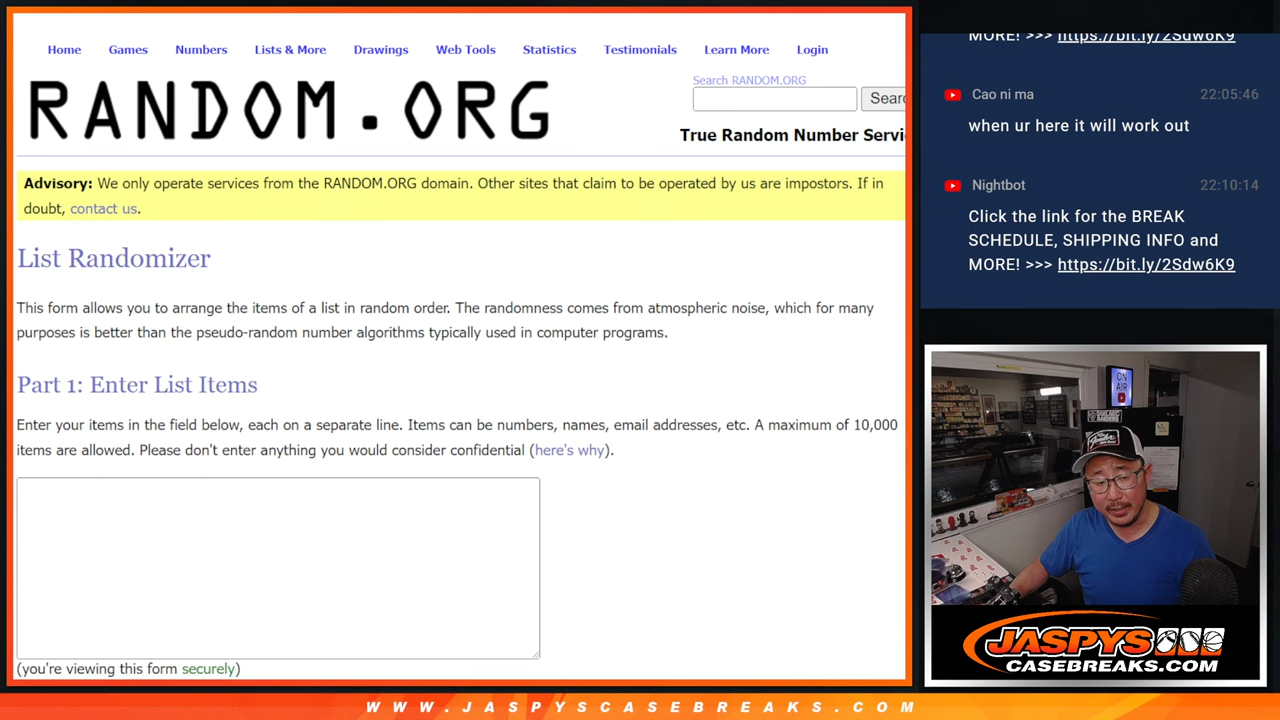 Home Games Numbers Lists & More Drawings Web Tools Statistics Testimonials Learn More Login
RANDOM.ORG
Search RANDOM.ORG
True Random Number Servi
Advisory: We only operate services from the RANDOM.ORG domain. Other sites that claim to be operated by us are impostors. If in
doubt, contact us.
List Randomizer
This form allows you to arrange the items of a list in random order. The randomness comes from atmospheric noise, which for many
purposes is better than the pseudo-random number algorithms typically used in computer programs.
Part 1: Enter List Items
Enter your items in the field below, each on a separate line. Items can be numbers, names, email addresses, etc. A maximum of 10,000
items are allowed. Please don't enter anything you would consider confidential (here's why).
(you're viewing this form securely)
MORE! >>> https://bit.ly/2Sdw6K9
Cao ni ma 22:05:46
when ur here it will work out
Nightbot 22:10:14
Click the link for the BREAK
SCHEDULE, SHIPPING INFO and
MORE! >>> https://bit.ly/2Sdw6K9
ON
AIR
JASPYS
CASEBREAKS.COM
WWW.JASPYSCASEBREAKS.COM